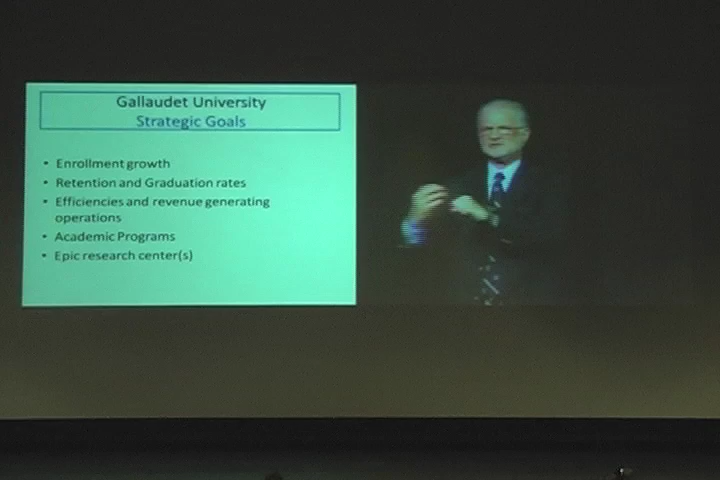 Gallaudet University
Strategic Goals
• Enrollment growth
• Retention and Graduation rates
• Efficiencies and revenue generating
operations
• Academic Programs
• Epic research center(s)